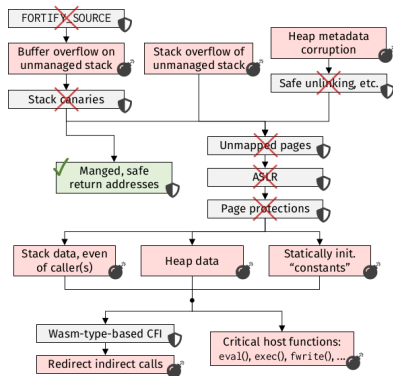 FORTIFY_SOURCE
Buffer overflow on
unmanaged stack
Stack overflow of
unmanaged stack
Heap metadata
corruption
Stack canaries
Safe unlinking, etc.
Unmapped pages
Manged, safe
return addresses
ASLR
Page protections
Stack data, even
of caller(s)
Heap data
Statically init.
“constants”
Wasm-type-based CFI
Redirect indirect calls
Critical host functions:
eval(), exec(), fwrite(), ...